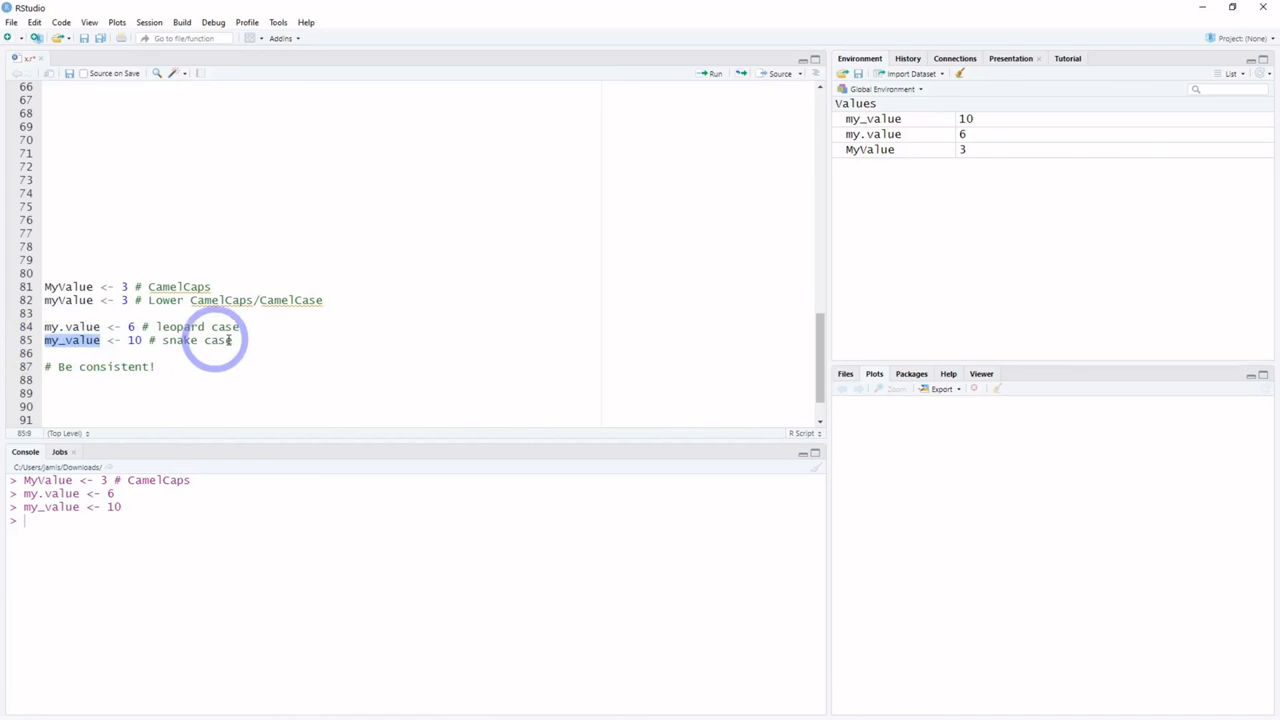 RStudio
File Edit Code View Plots Session Build Debug Profile Tools Help
Go to file/function Addins
Project: (None)
x.r*
Source on Save Run Source
66
67
68
69
70
71
72
73
74
75
76
77
78
79
80
81 MyValue <- 3 # CamelCaps
82 myValue <- 3 # Lower CamelCaps/CamelCase
83
84 my.value <- 6 # leopard case
85 my_value <- 10 # snake case
86
87 # Be consistent!
88
89
90
91
85:9 (Top Level) R Script
Console Jobs
C:/Users/jamis/Downloads/
> MyValue <- 3 # CamelCaps
> my.value <- 6
> my_value <- 10
>
Environment History Connections Presentation Tutorial
Import Dataset List
Global Environment
Values
my_value 10
my.value 6
MyValue 3
Files Plots Packages Help Viewer
Zoom Export